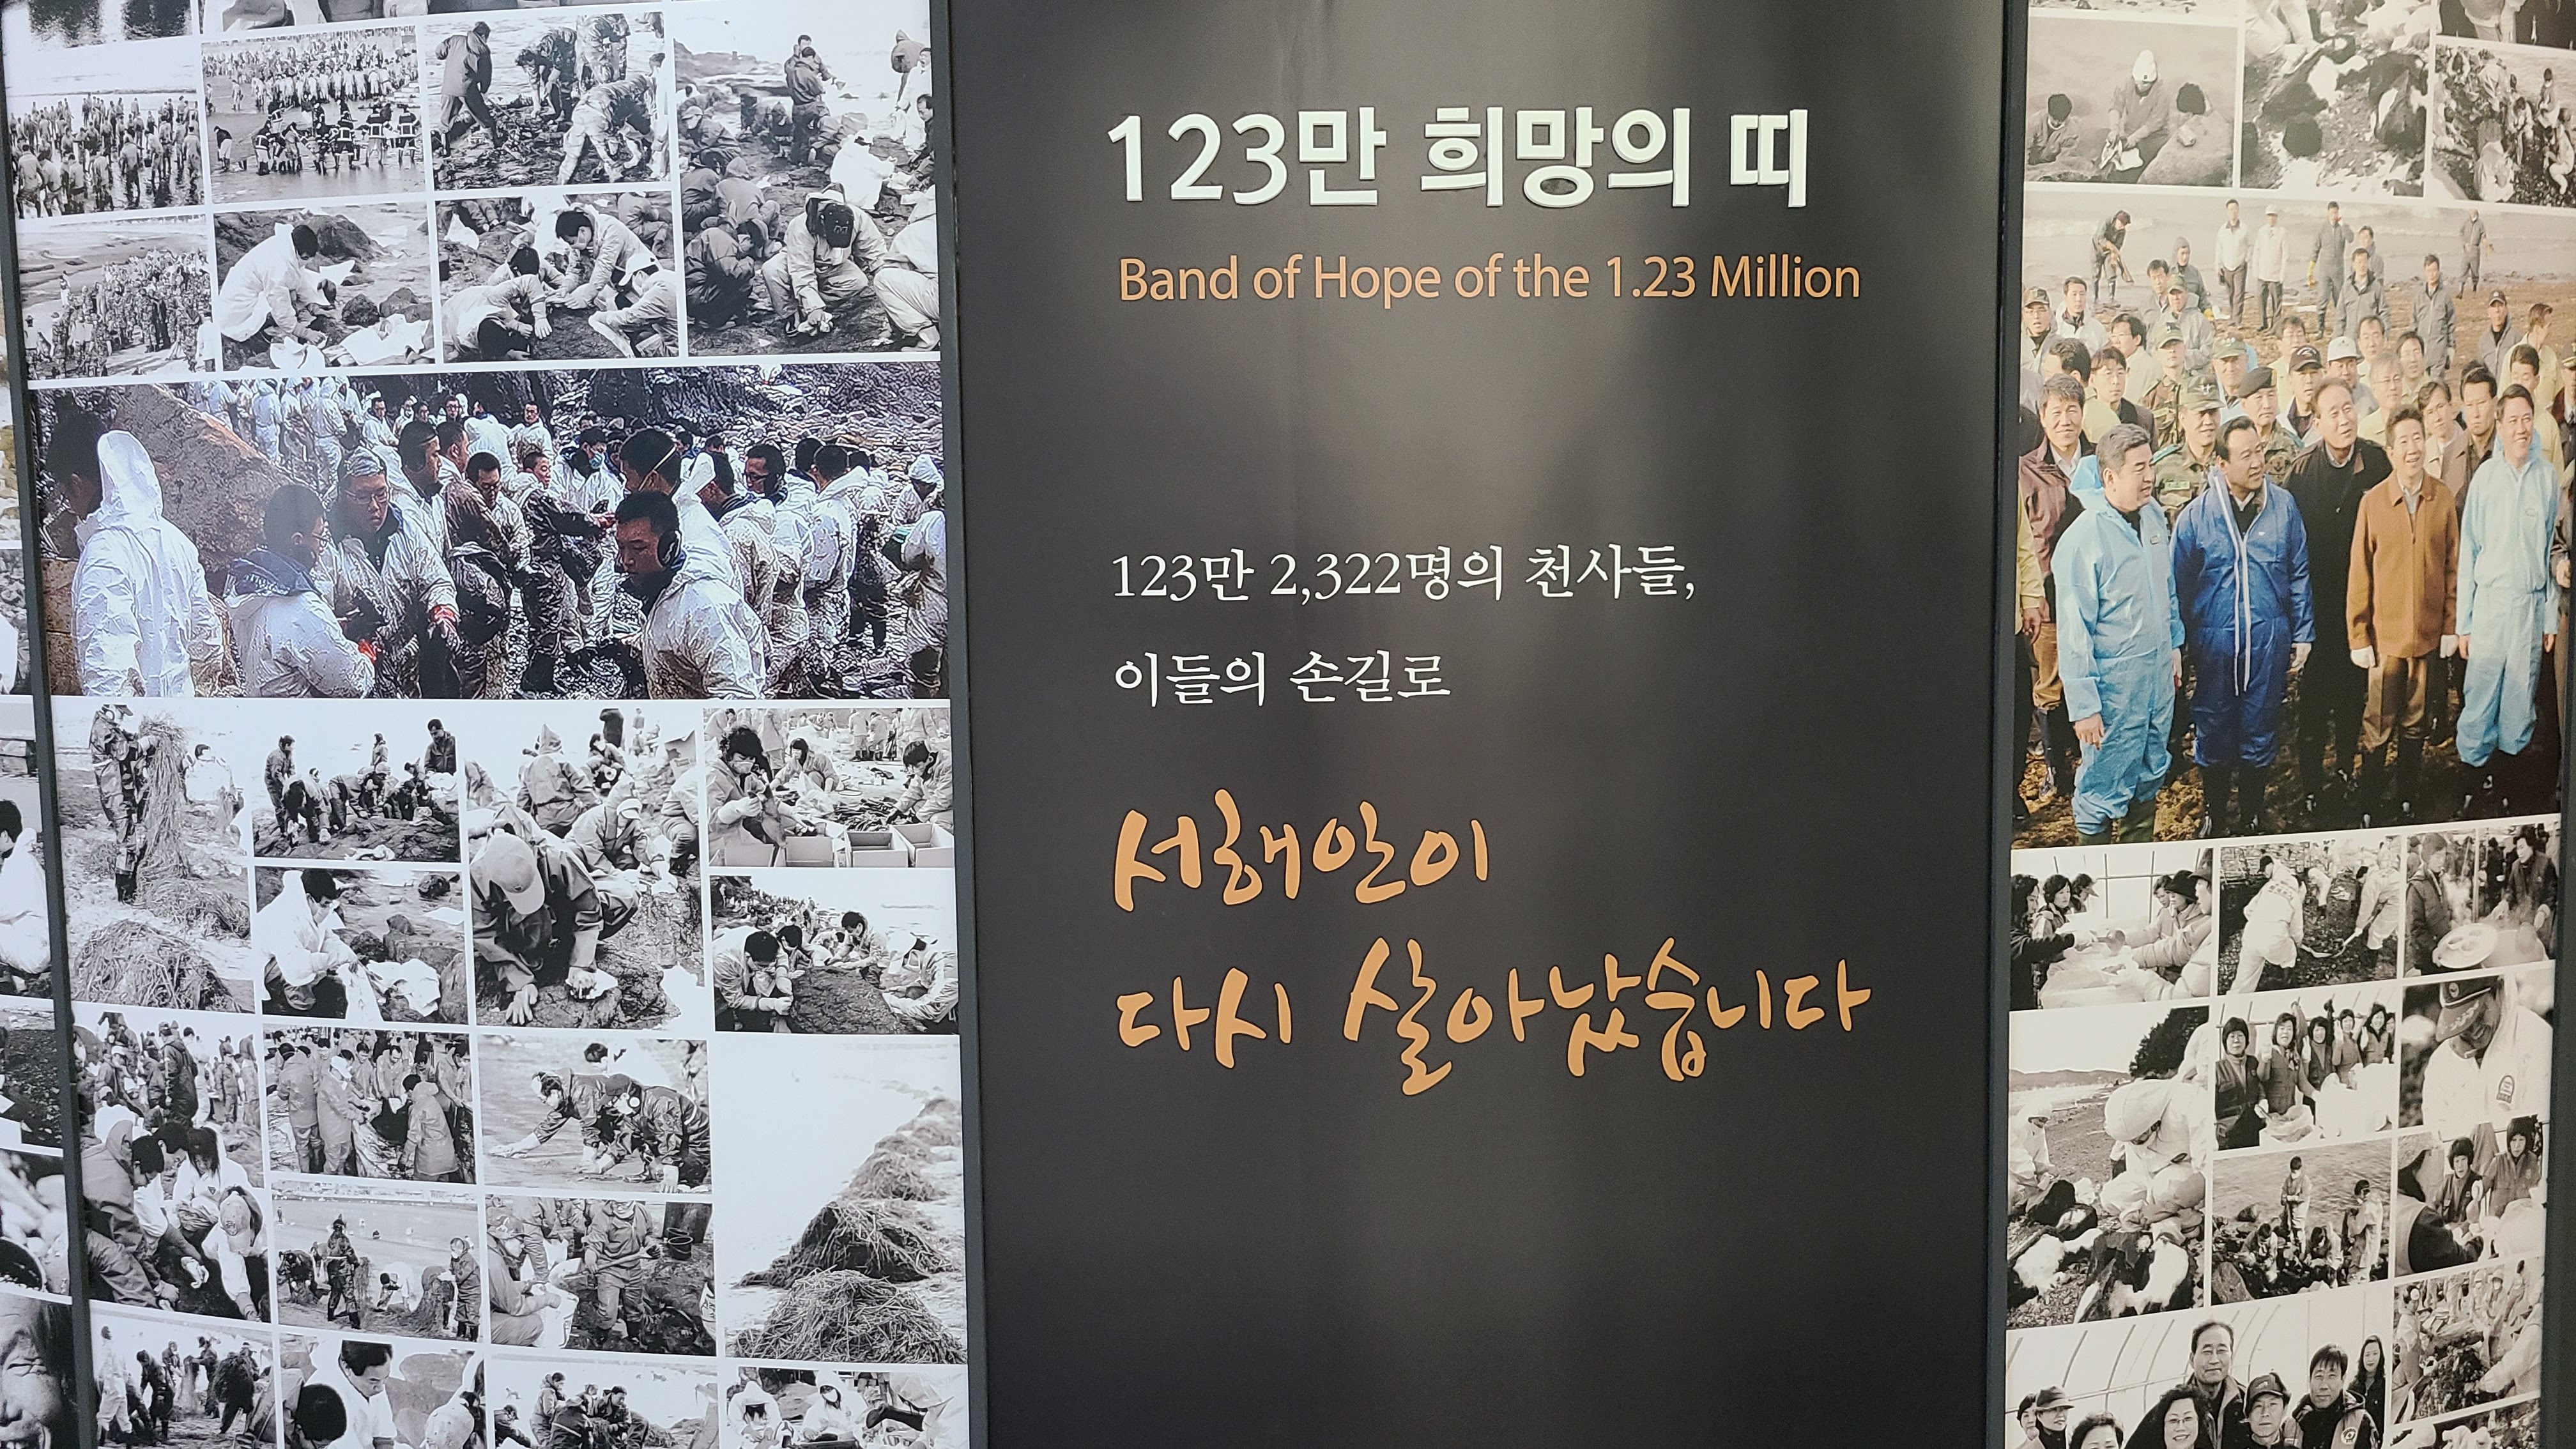 123만 희망의 띠
Band of Hope of the 1.23 Million
123만 2,322명의 천사들,
이들의 손길로
서해안이
다시 살아났습니다